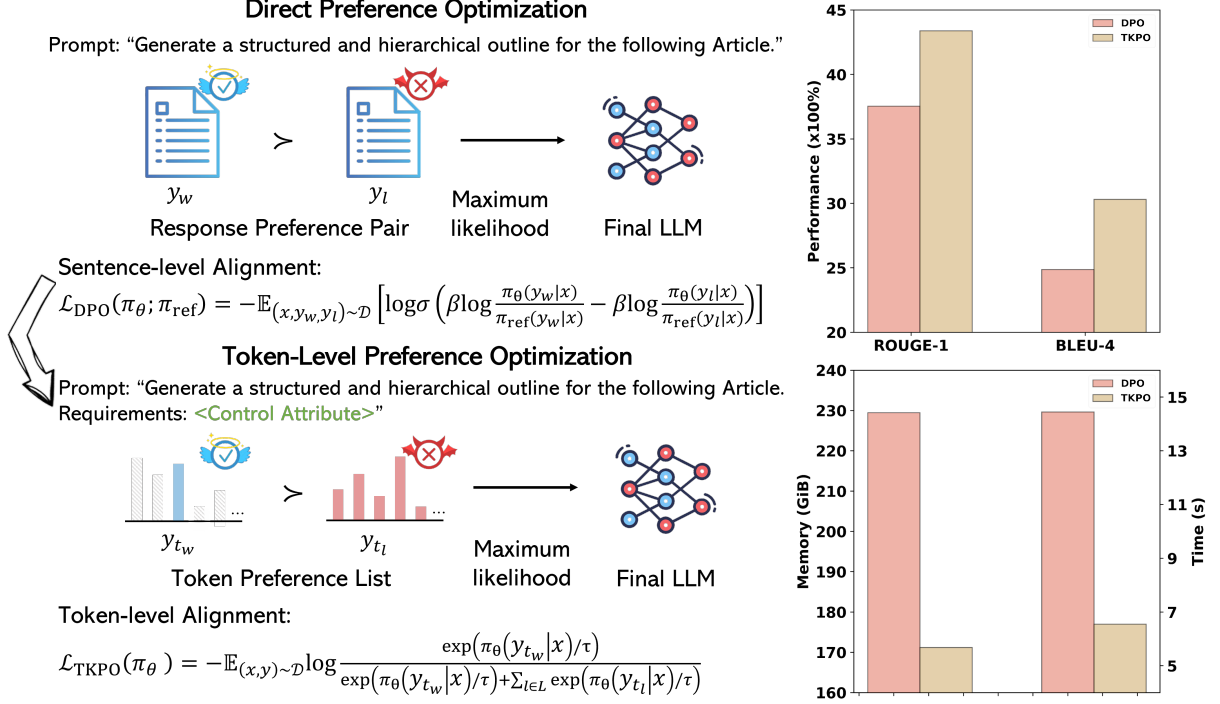 Direct Preference Optimization
Prompt: “Generate a structured and hierarchical outline for the following Article.”
≻
y_w
y_l
Maximum
likelihood
Response Preference Pair
Final LLM
Sentence-level Alignment:
ℒ_DPO(π_θ; π_ref) = −𝔼_(x,y_w,y_l)∼𝒟 [logσ (βlog π_θ(y_w|x)/π_ref(y_w|x) − βlog π_θ(y_l|x)/π_ref(y_l|x))]
Token-Level Preference Optimization
Prompt: “Generate a structured and hierarchical outline for the following Article.
Requirements: <Control Attribute>”
...
≻
...
y_t_w
y_t_l
Maximum
likelihood
Token Preference List
Final LLM
Token-level Alignment:
ℒ_TKPO(π_θ ) = −𝔼_(x,y)∼𝒟 log exp(π_θ(y_t_w|x)/τ) / exp(π_θ(y_t_w|x)/τ)+∑_l∈L exp(π_θ(y_t_l|x)/τ)
Performance (x100%)
45
40
35
30
25
20
DPO
TKPO
ROUGE-1
BLEU-4
Memory (GiB)
240
230
220
210
200
190
180
170
160
DPO
TKPO
15
13
11
9
7
5
Time (s)